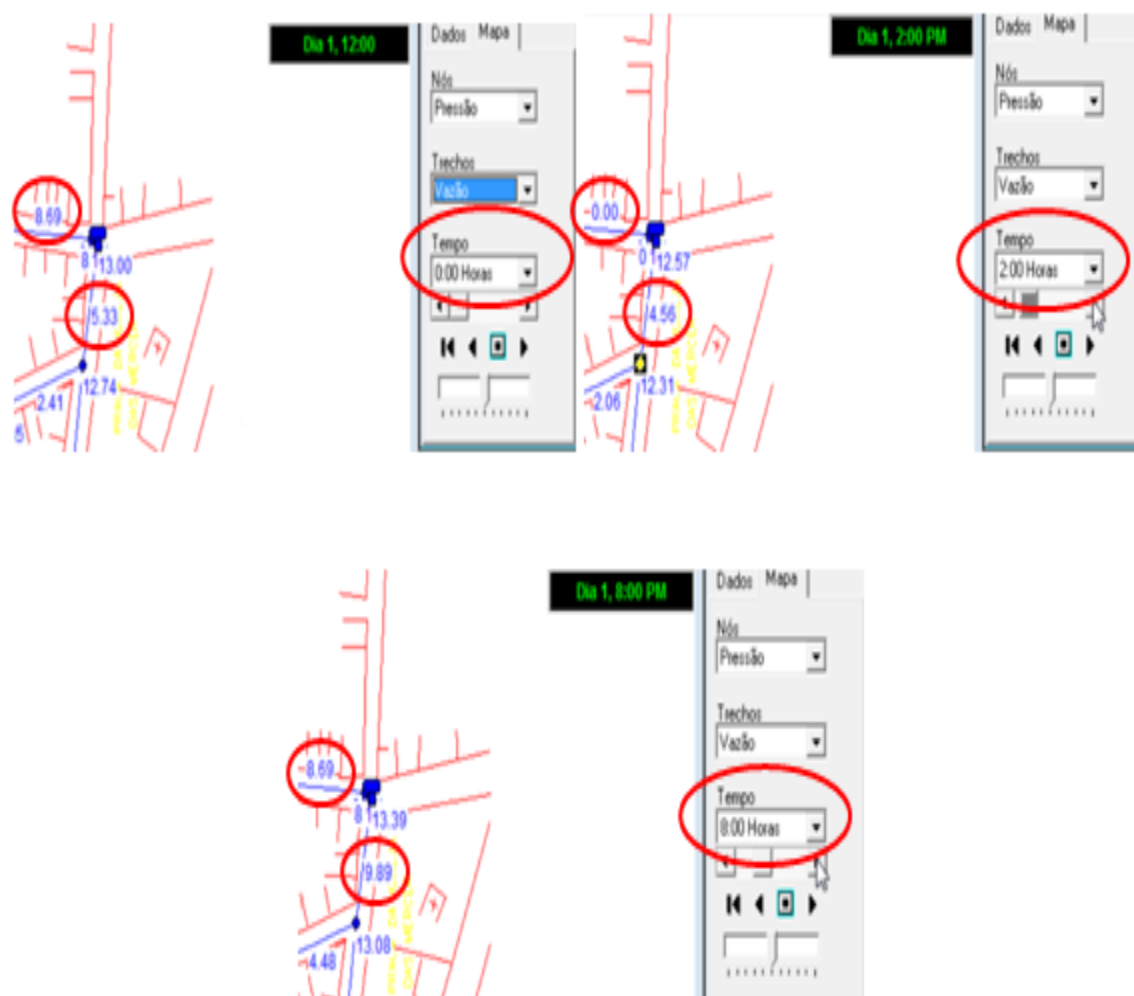 Dia 1, 12:00
Dados Mapa
Nós
Pressão
Trechos
Vazão
Tempo
0:00 Horas
-8.69
8 1
13.00
5.33
12.74
-2.41
Dia 1, 2:00 PM
Dados Mapa
Nós
Pressão
Trechos
Vazão
Tempo
2:00 Horas
-0.00
0 1
12.57
4.56
12.31
-2.06
Dia 1, 8:00 PM
Dados Mapa
Nós
Pressão
Trechos
Vazão
Tempo
8:00 Horas
-8.69
8 1
13.39
9.89
13.08
-4.48